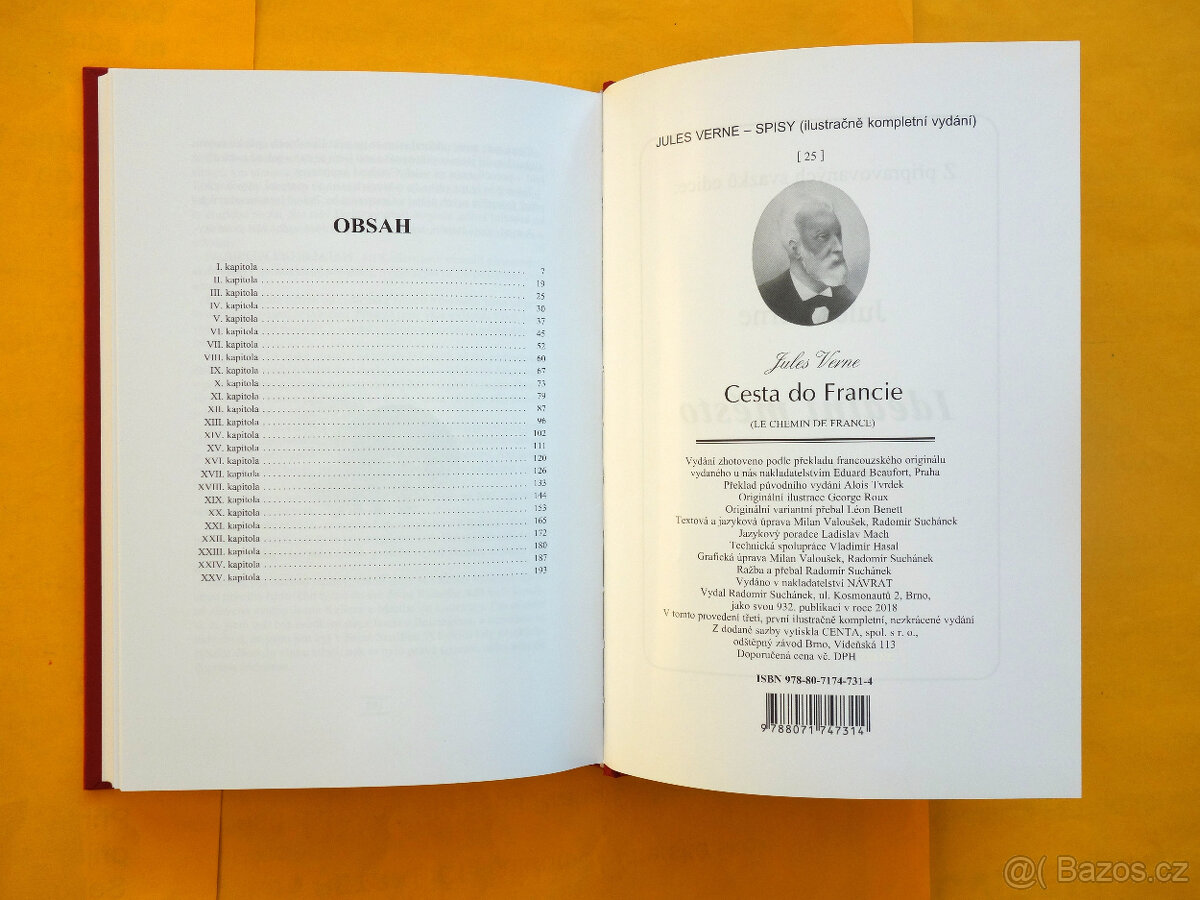 OBSAH
I. kapitola ........ 7
II. kapitola ........ 19
III. kapitola ........ 25
IV. kapitola ........ 30
V. kapitola ........ 37
VI. kapitola ........ 45
VII. kapitola ........ 52
VIII. kapitola ........ 60
IX. kapitola ........ 67
X. kapitola ........ 73
XI. kapitola ........ 79
XII. kapitola ........ 87
XIII. kapitola ........ 96
XIV. kapitola ........ 102
XV. kapitola ........ 111
XVI. kapitola ........ 120
XVII. kapitola ........ 126
XVIII. kapitola ........ 133
XIX. kapitola ........ 144
XX. kapitola ........ 153
XXI. kapitola ........ 165
XXII. kapitola ........ 172
XXIII. kapitola ........ 180
XXIV. kapitola ........ 187
XXV. kapitola ........ 193
JULES VERNE – SPISY (ilustračně kompletní vydání)
[ 25 ]
Jules Verne
Cesta do Francie
(LE CHEMIN DE FRANCE)
Vydání zhotoveno podle překladu francouzského originálu
vydaného u nás nakladatelstvím Eduard Beaufort, Praha
Překlad původního vydání Alois Tvrdek
Originální ilustrace George Roux
Originální variantní přebal Léon Benett
Textová a jazyková úprava Milan Valoušek, Radomír Suchánek
Jazykový poradce Ladislav Mach
Technická spolupráce Vladimír Hasal
Grafická úprava Milan Valoušek, Radomír Suchánek
Ražba a přebal Radomír Suchánek
Vydáno v nakladatelství NÁVRAT
Vydal Radomír Suchánek, ul. Kosmonautů 2, Brno,
jako svou 932. publikaci v roce 2018
V tomto provedení třetí, první ilustračně kompletní, nezkrácené vydání
Z dodané sazby vytiskla CENTA, spol. s r. o.,
odštěpný závod Brno, Vídeňská 113
Doporučená cena vč. DPH
ISBN 978-80-7174-731-4
9 788071 747314
@( Bazos.cz